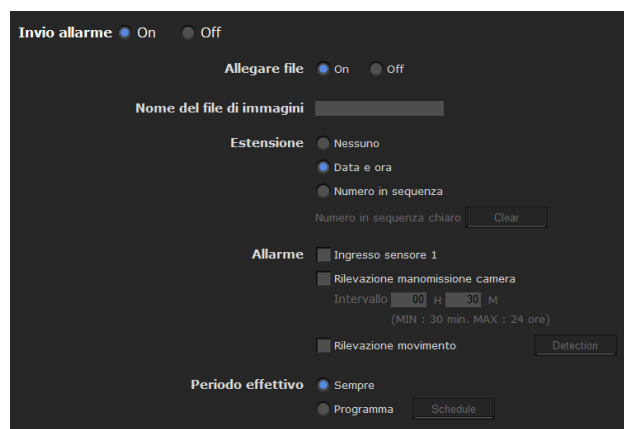 Invio allarme On Off
Allegare file On Off
Nome del file di immagini
Estensione Nessuno
Data e ora
Numero in sequenza
Numero in sequenza chiaro Clear
Allarme Ingresso sensore 1
Rilevazione manomissione camera
Intervallo 00 H 30 M
(MIN : 30 min. MAX : 24 ore)
Rilevazione movimento Detection
Periodo effettivo Sempre
Programma Schedule